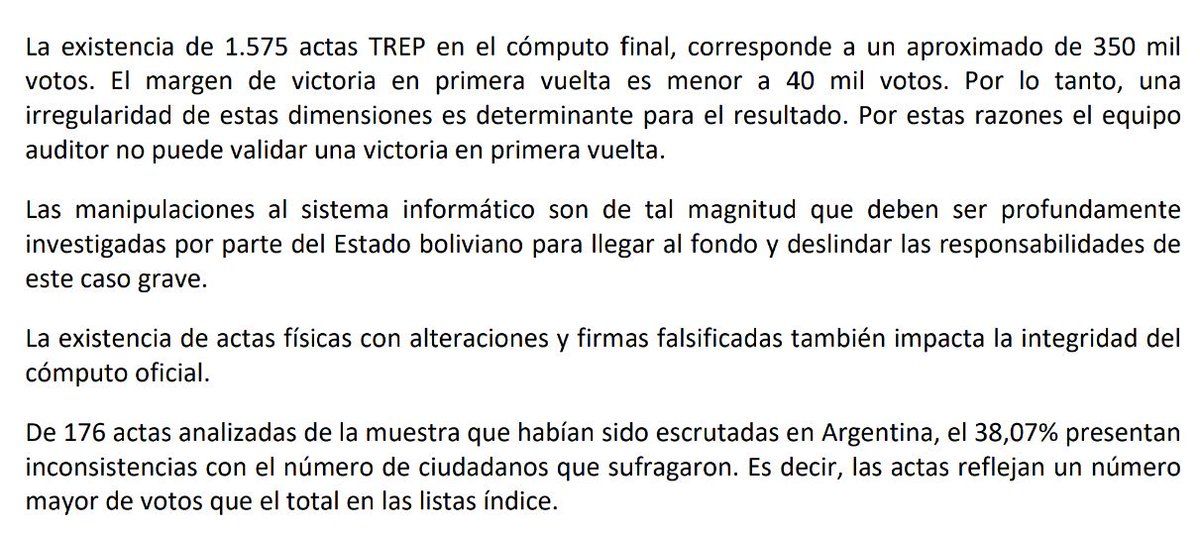 La existencia de 1.575 actas TREP en el cómputo final, corresponde a un aproximado de 350 mil
votos. El margen de victoria en primera vuelta es menor a 40 mil votos. Por lo tanto, una
irregularidad de estas dimensiones es determinante para el resultado. Por estas razones el equipo
auditor no puede validar una victoria en primera vuelta.
Las manipulaciones al sistema informático son de tal magnitud que deben ser profundamente
investigadas por parte del Estado boliviano para llegar al fondo y deslindar las responsabilidades de
este caso grave.
La existencia de actas físicas con alteraciones y firmas falsificadas también impacta la integridad del
cómputo oficial.
De 176 actas analizadas de la muestra que habían sido escrutadas en Argentina, el 38,07% presentan
inconsistencias con el número de ciudadanos que sufragaron. Es decir, las actas reflejan un número
mayor de votos que el total en las listas índice.